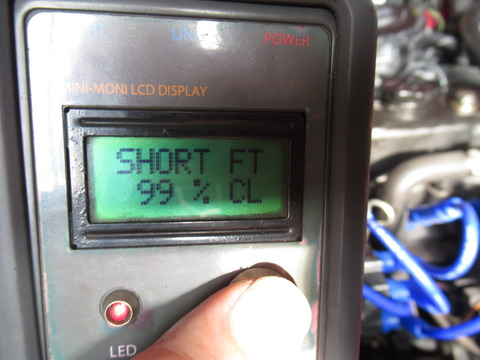 POWER
MINI-MONI LCD DISPLAY
SHORT FT
99 % CL
LED